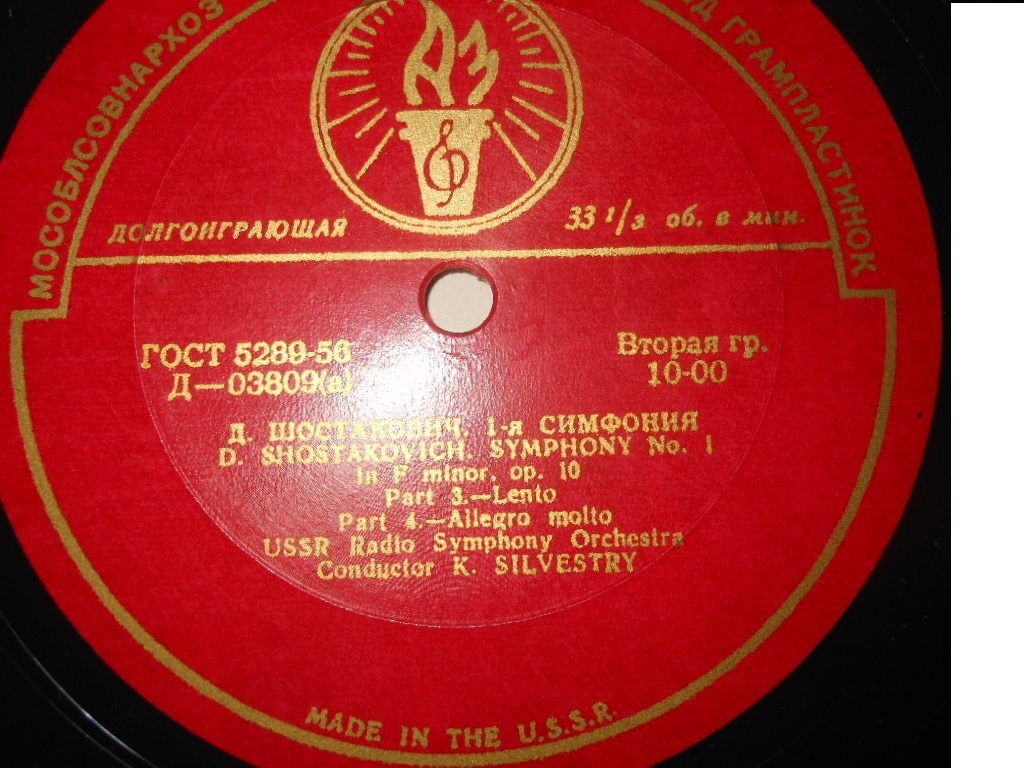 МОСОБЛСОВНАРХОЗ
Д ГРАМПЛАСТИНОК
АЗ
ДОЛГОИГРАЮЩАЯ
33 1/3 об. в мин.
ГОСТ 5289-56
Вторая гр.
Д—03809(а)
10-00
Д. ШОСТАКОВИЧ. 1-я СИМФОНИЯ
D. SHOSTAKOVICH. SYMPHONY No. 1
in F minor, op. 10
Part 3.—Lento
Part 4.—Allegro molto
USSR Radio Symphony Orchestra
Conductor K. SILVESTRY
MADE IN THE U.S.S.R.